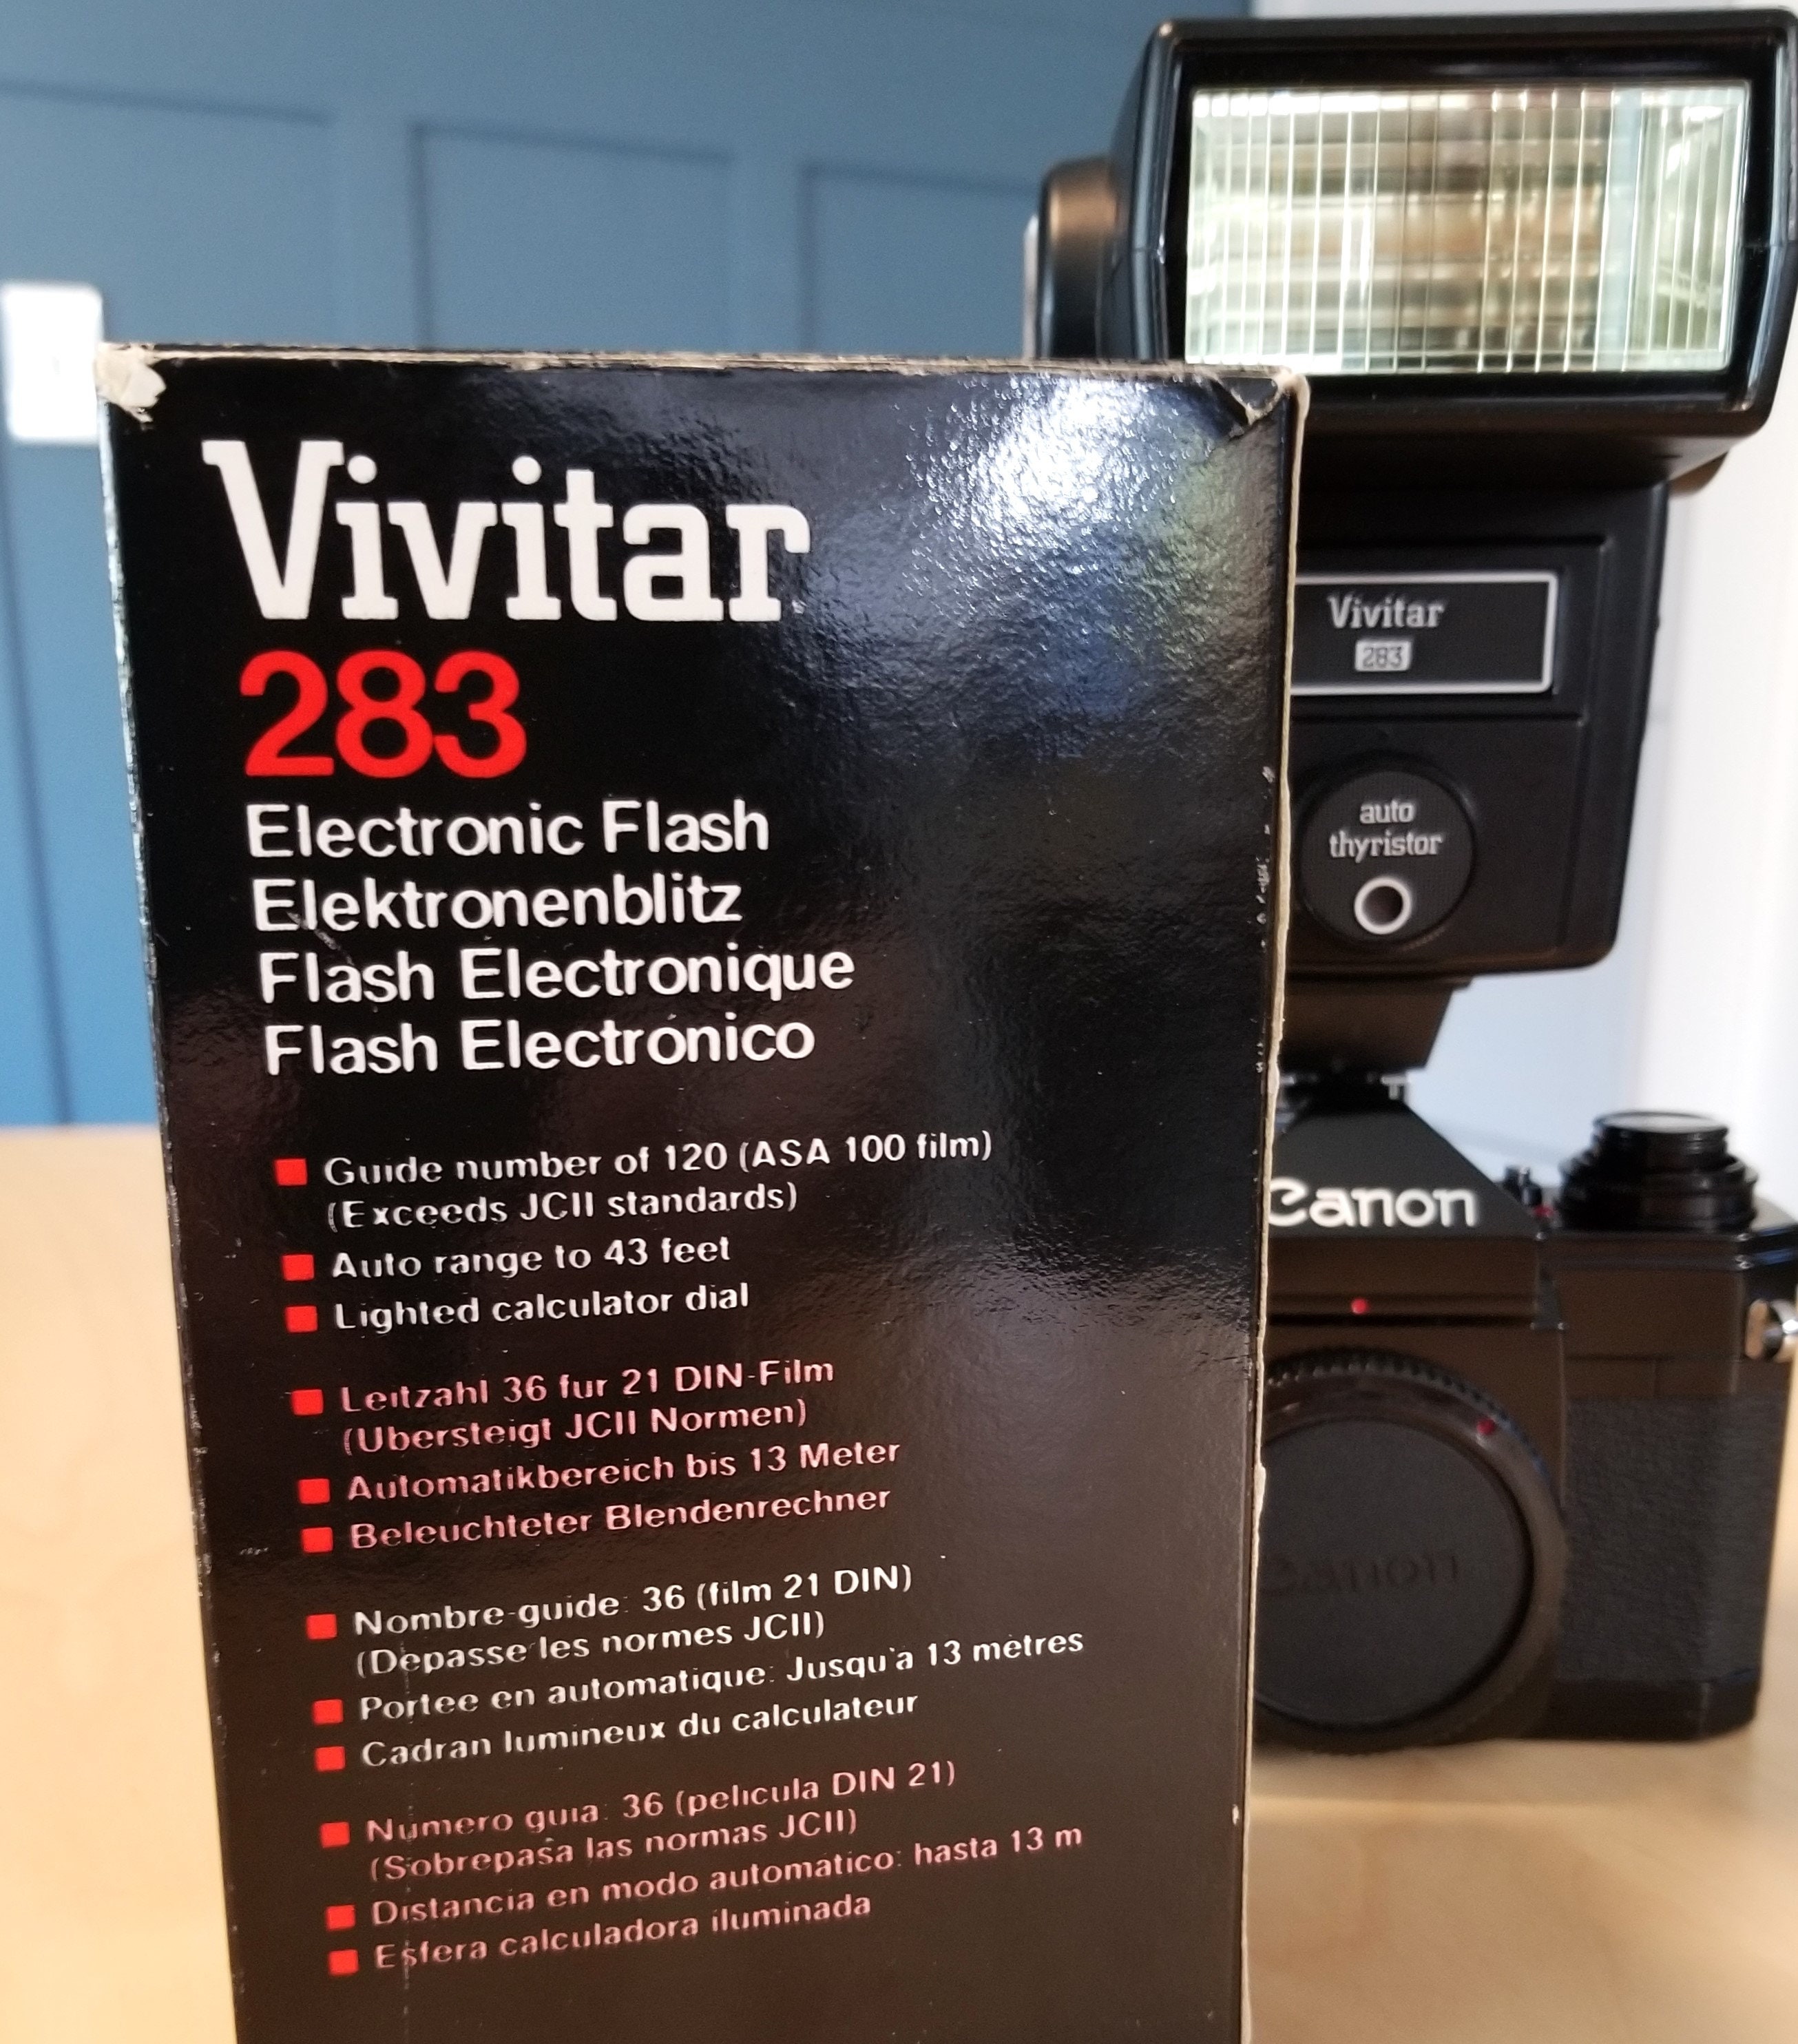 Vivitar
283
Electronic Flash
Elektronenblitz
Flash Electronique
Flash Electronico
Guide number of 120 (ASA 100 film)
(Exceeds JCII standards)
Auto range to 43 feet
Lighted calculator dial
Leitzahl 36 fur 21 DIN-Film
(Ubersteigt JCII Normen)
Automatikbereich bis 13 Meter
Beleuchteter Blendenrechner
Nombre-guide: 36 (film 21 DIN)
(Depasse les normes JCII)
Portee en automatique: Jusqu'a 13 mètres
Cadran lumineux du calculateur
Número guia: 36 (pelicula DIN 21)
(Sobrepasa las normas JCII)
Distancia en modo automatico: hasta 13 m
Esfera calculadora iluminada
Vivitar
283
auto
thyristor
Canon
CANON